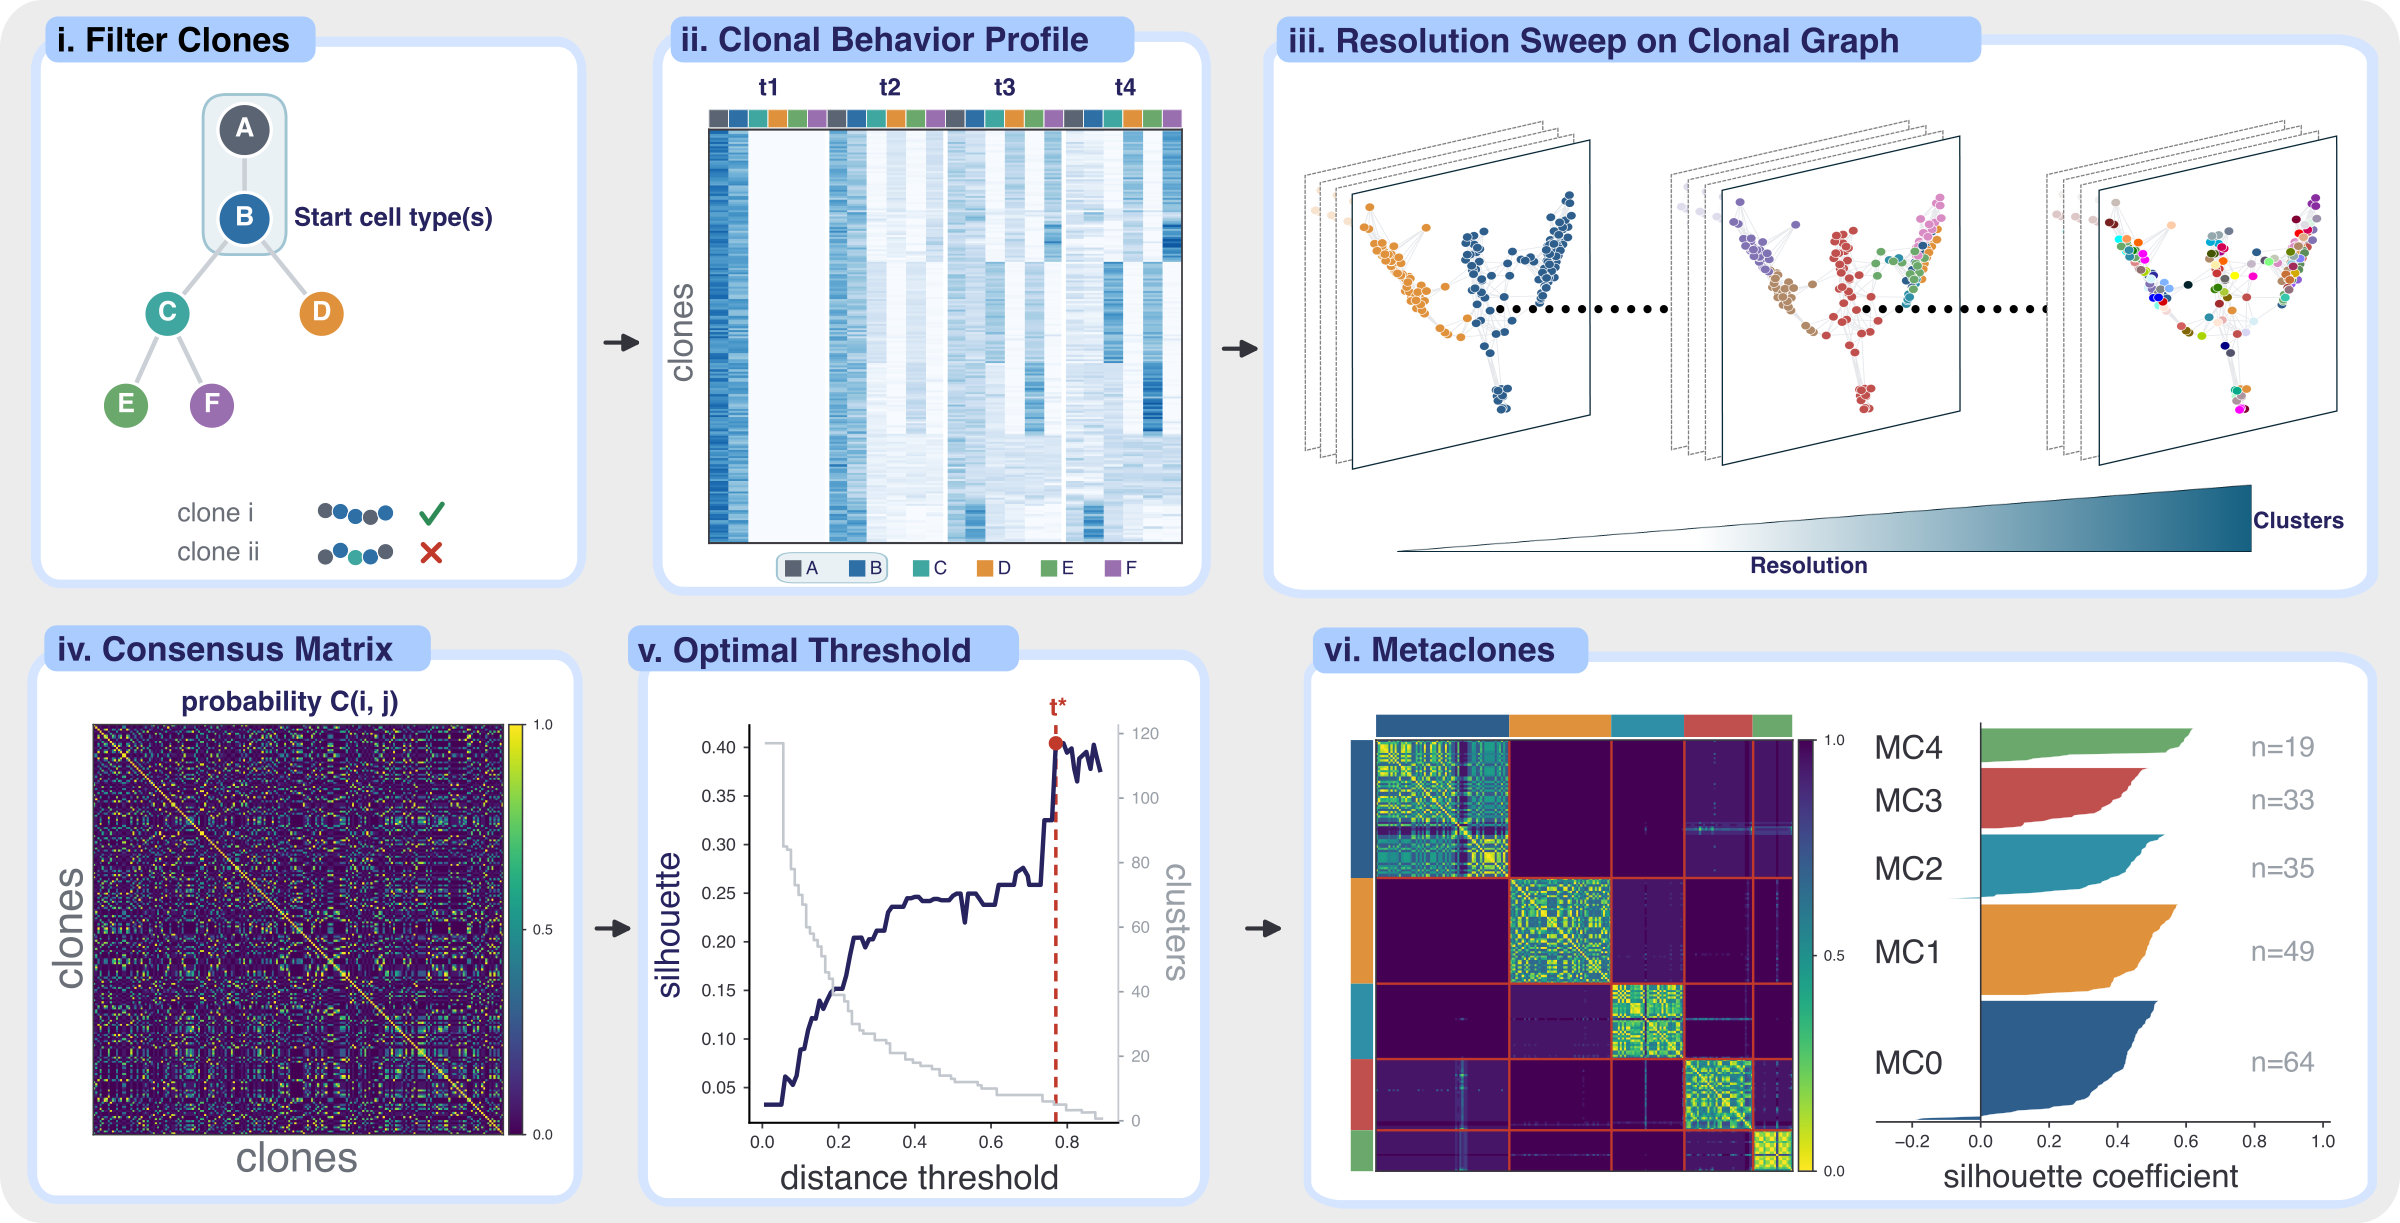 i. Filter Clones
A
B
Start cell type(s)
C
D
E
F
clone i
clone ii
ii. Clonal Behavior Profile
t1 t2 t3 t4
clones
A B C D E F
iii. Resolution Sweep on Clonal Graph
Clusters
Resolution
iv. Consensus Matrix
probability C(i, j)
1.0
0.5
0.0
clones
clones
v. Optimal Threshold
t*
0.40
0.35
0.30
0.25
0.20
0.15
0.10
0.05
silhouette
120
100
80
60
40
20
0
clusters
0.0 0.2 0.4 0.6 0.8
distance threshold
vi. Metaclones
1.0
0.5
0.0
MC4 n=19
MC3 n=33
MC2 n=35
MC1 n=49
MC0 n=64
−0.2 0.0 0.2 0.4 0.6 0.8 1.0
silhouette coefficient